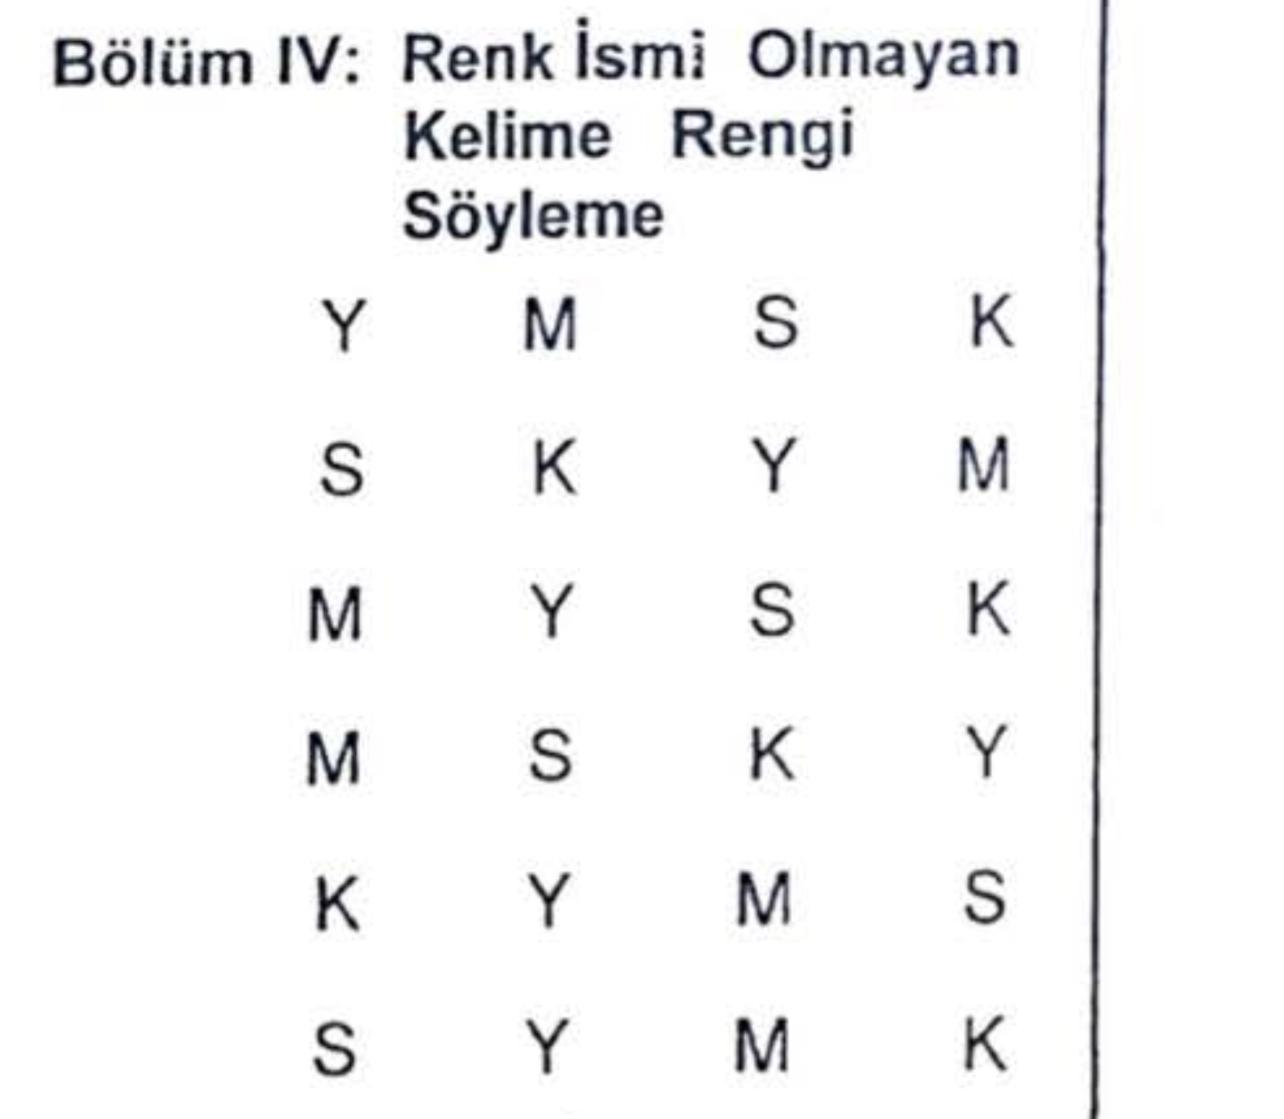 Bölüm IV: Renk İsmi Olmayan
Kelime Rengi
Söyleme
Y M S K
S K Y M
M Y S K
M S K Y
K Y M S
S Y M K